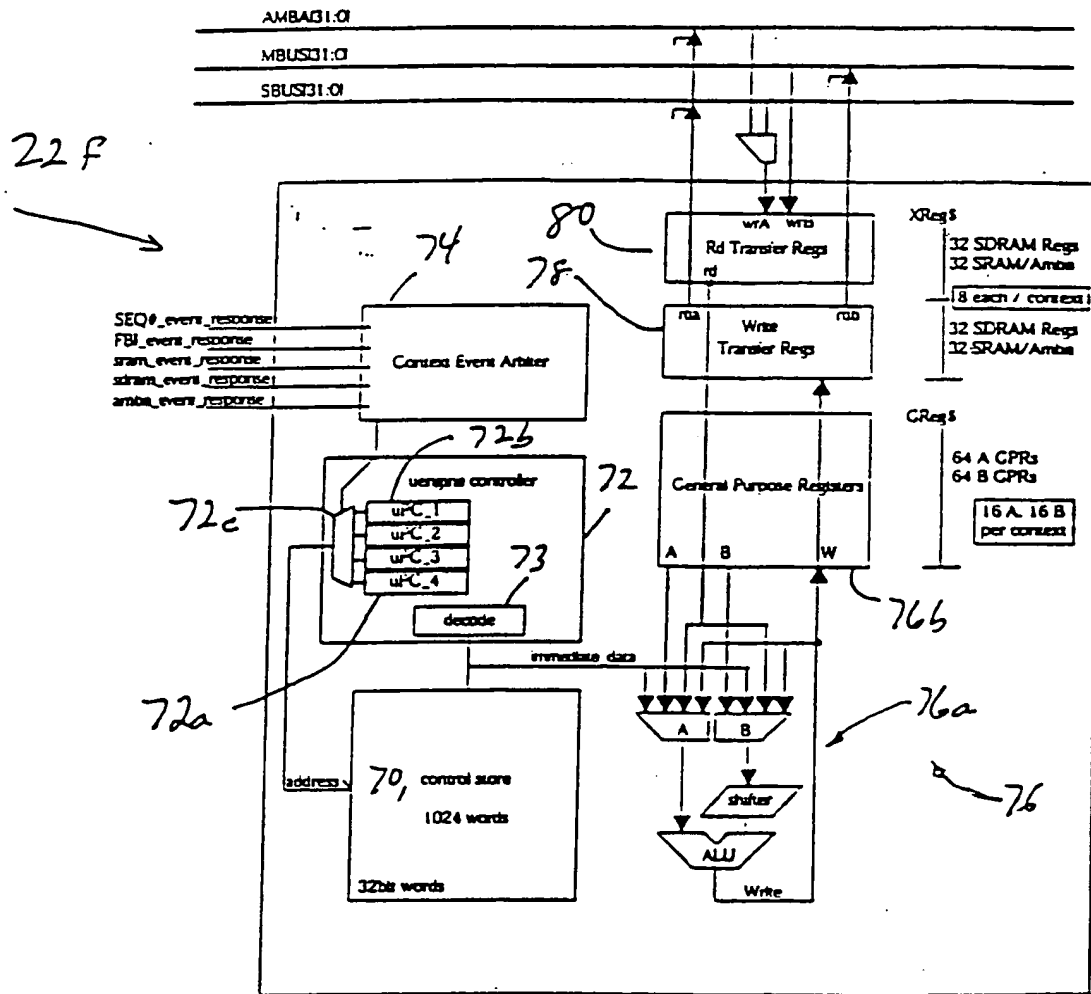 AMBA[31:0]
MBUS[31:0]
SBUS[31:0]
22f
80
wrA wrB
Rd Transfer Regs
rd
XRegs
32 SDRAM Regs
32 SRAM/Amba
8 each / context
32 SDRAM Regs
32 SRAM/Amba
78
rba rbb
Write
Transfer Regs
74
SEQ#_event_response
FBI_event_response
sram_event_response
sdram_event_response
amba_event_response
Context Event Arbiter
GRegs
64 A GPRs
64 B GPRs
16 A, 16 B
per context
General Purpose Registers
A B W
76b
72b
72
controller
72c
uPC_1
uPC_2
uPC_3
uPC_4
73
decode
72a
immediate data
A B
76a
76
shifter
ALU
Write
address
70,
control store
1024 words
32bit words